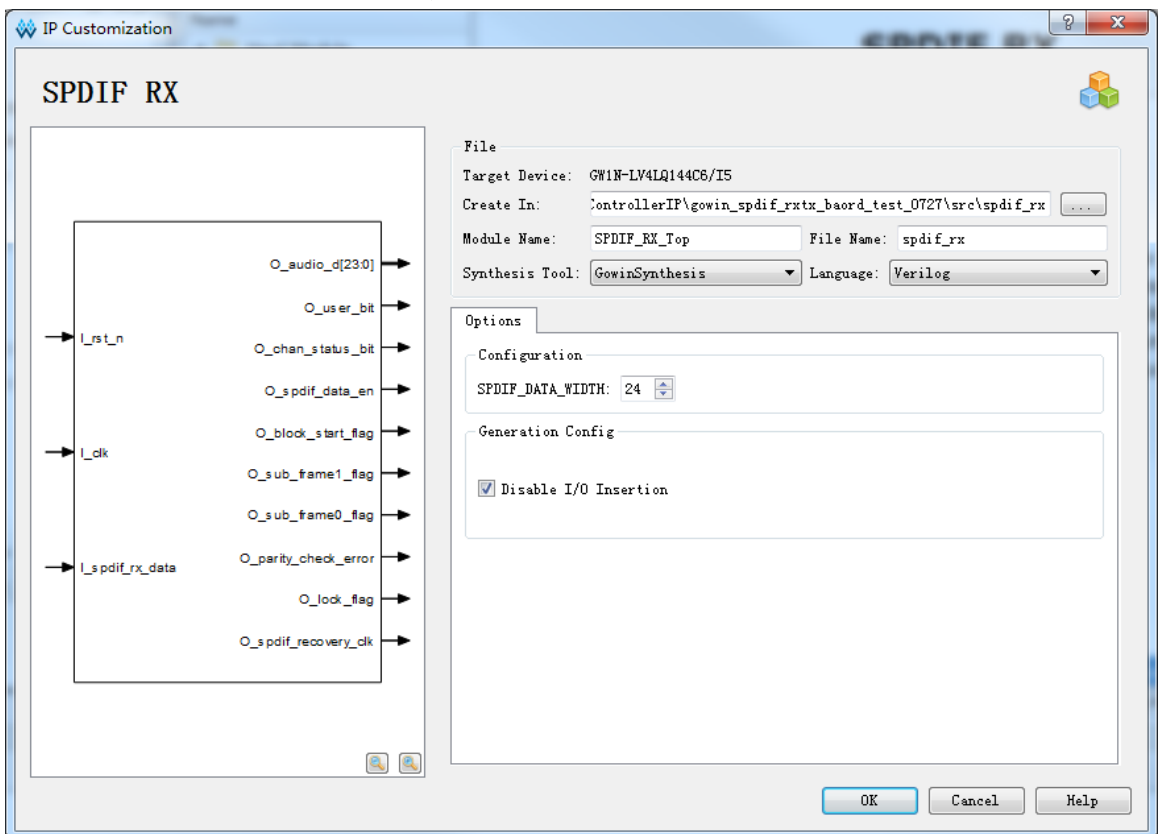 IP Customization
SPDIF RX
O_audio_d[23:0]
O_user_bit
I_rst_n
O_chan_status_bit
O_spdif_data_en
O_block_start_flag
I_clk
O_sub_frame1_flag
O_sub_frame0_flag
O_parity_check_error
I_spdif_rx_data
O_lock_flag
O_spdif_recovery_clk
File
Target Device: GW1N-LV4LQ144C6/I5
Create In: ControllerIP\gowin_spdif_rxtx_baord_test_0727\src\spdif_rx ...
Module Name: SPDIF_RX_Top File Name: spdif_rx
Synthesis Tool: GowinSynthesis Language: Verilog
Options
Configuration
SPDIF_DATA_WIDTH: 24
Generation Config
Disable I/O Insertion
OK Cancel Help